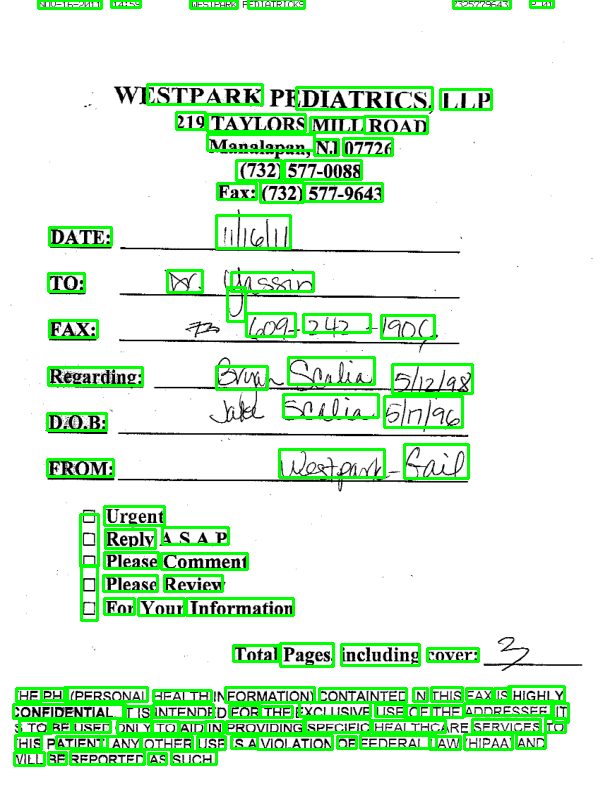 NOV-16-2011 14:59 WESTPARK PEDIATRICS 7325779643 P.01
WESTPARK PEDIATRICS, LLP
219 TAYLORS MILL ROAD
Manalapan, NJ 07726
(732) 577-0088
Fax: (732) 577-9643
DATE: 11/16/11
TO: Dr. Yassin
FAX: 609-242-1909
Regarding: Bryan Scalia 5/12/98
D.O.B: Jake Scalia 5/17/96
FROM: Westpark - Gail
Urgent
Reply A.S.A.P
Please Comment
Please Review
For Your Information
Total Pages, including cover: 3
THE PHI (PERSONAL HEALTH INFORMATION) CONTAINTED IN THIS FAX IS HIGHLY
CONFIDENTIAL. IT IS INTENDED FOR THE EXCLUSIVE USE OF THE ADDRESSEE. IT
IS TO BE USED ONLY TO AID IN PROVIDING SPECIFIC HEALTHCARE SERVICES TO
THIS PATIENT. ANY OTHER USE IS A VIOLATION OF FEDERAL LAW (HIPAA) AND
WILL BE REPORTED AS SUCH.